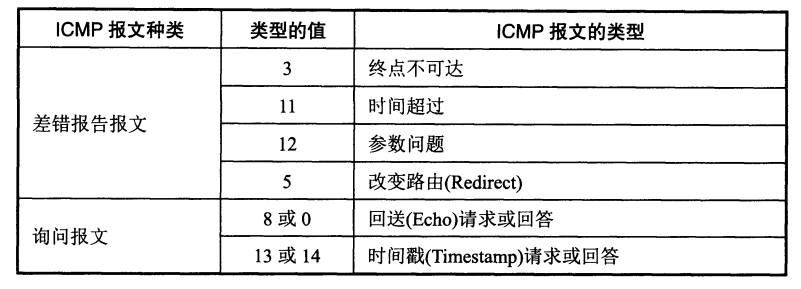 ICMP 报文种类 类型的值 ICMP 报文的类型
差错报告报文 3 终点不可达
11 时间超过
12 参数问题
5 改变路由(Redirect)
询问报文 8 或 0 回送(Echo)请求或回答
13 或 14 时间戳(Timestamp)请求或回答